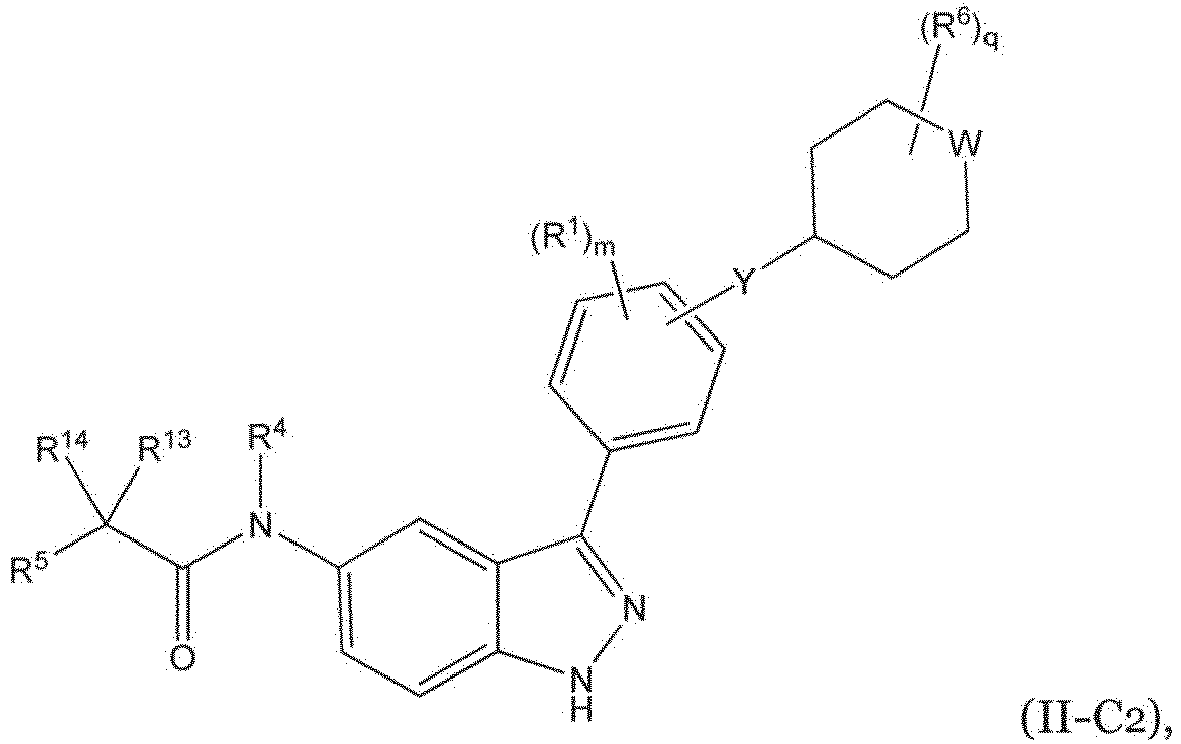 (R⁶)q
W
(R¹)m
Y
R¹⁴ R¹³ R⁴
N
R⁵
N
O
N
H
(II-C2),